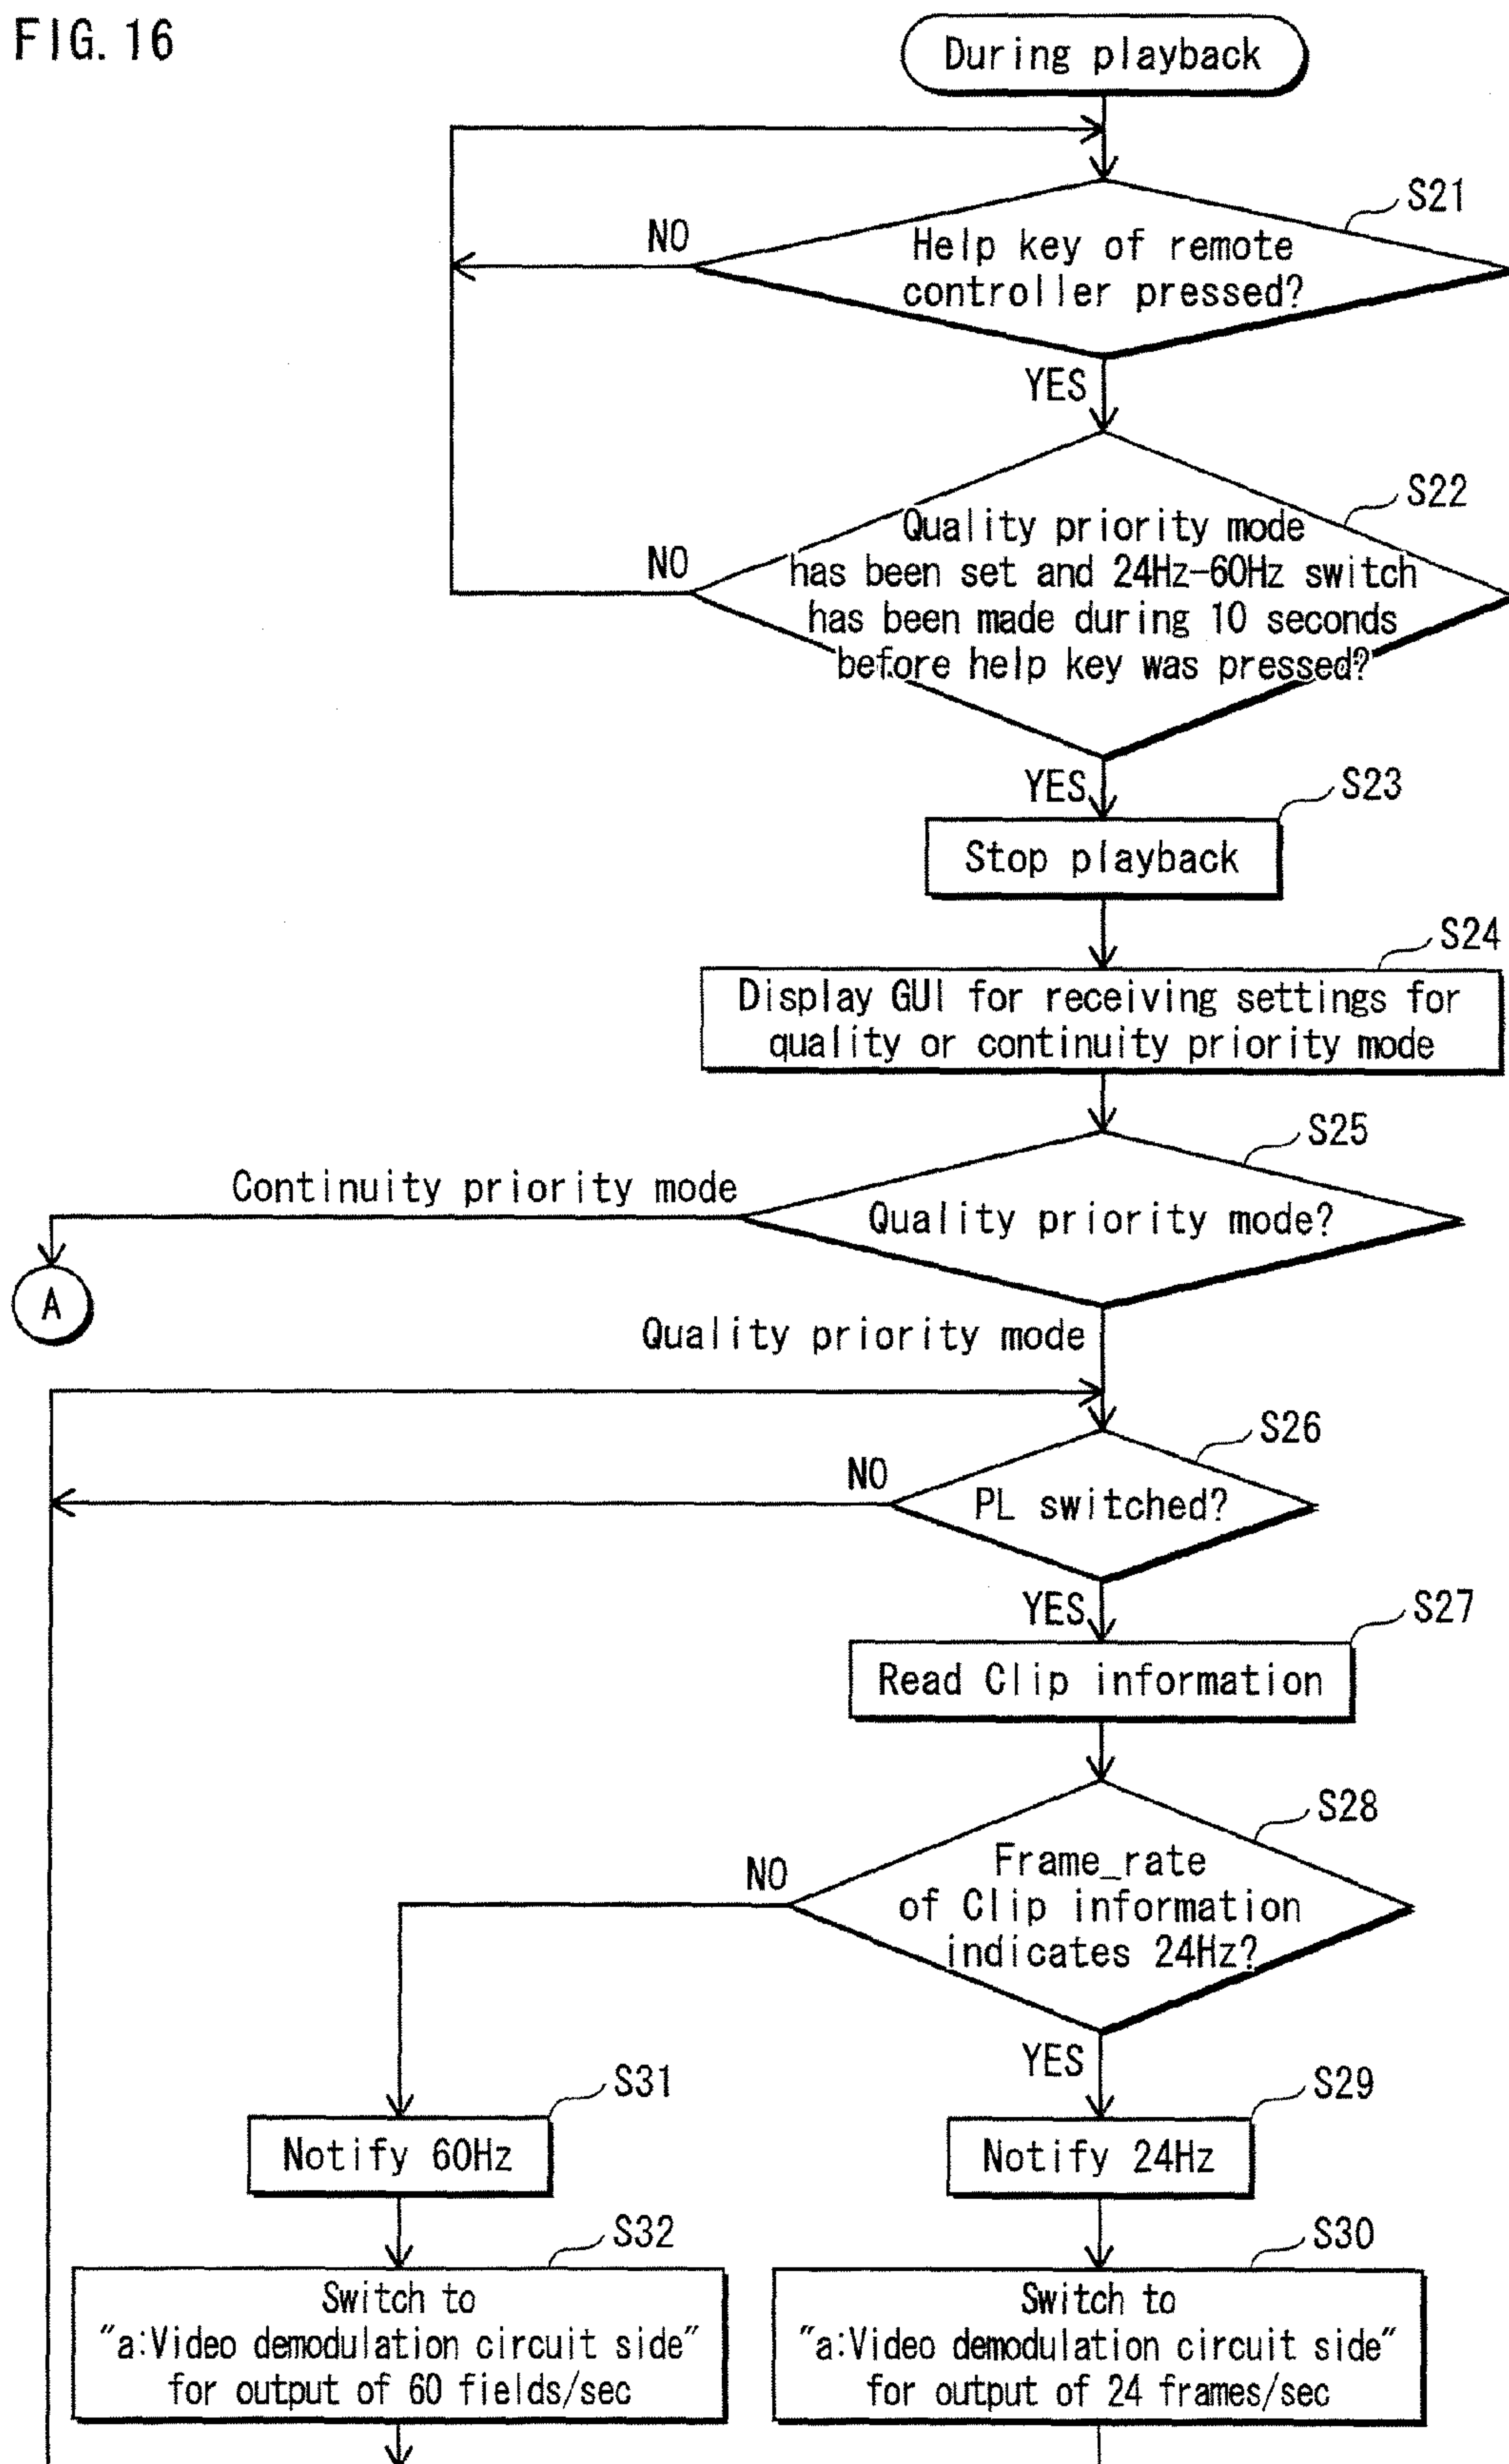 FIG. 16
During playback
S21
NO
Help key of remote
controller pressed?
YES
S22
NO
Quality priority mode
has been set and 24Hz-60Hz switch
has been made during 10 seconds
before help key was pressed?
YES
S23
Stop playback
S24
Display GUI for receiving settings for
quality or continuity priority mode
S25
Continuity priority mode
Quality priority mode?
A
Quality priority mode
S26
NO
PL switched?
YES
S27
Read Clip information
S28
NO
Frame_rate
of Clip information
indicates 24Hz?
YES
S31
S29
Notify 60Hz
Notify 24Hz
S32
S30
Switch to
"a:Video demodulation circuit side"
for output of 60 fields/sec
Switch to
"a:Video demodulation circuit side"
for output of 24 frames/sec